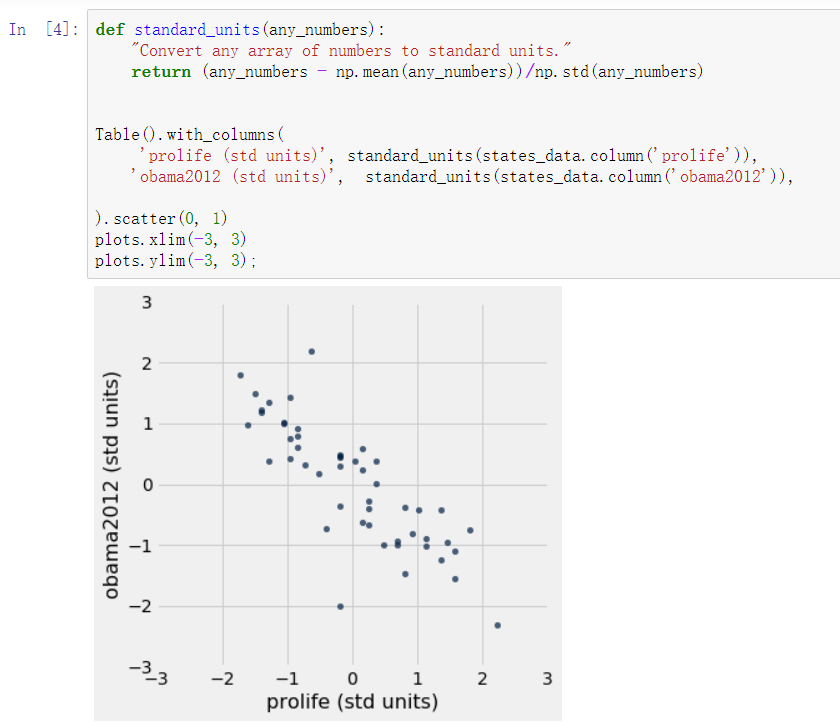 In [4]: def standard_units(any_numbers):
"Convert any array of numbers to standard units."
return (any_numbers - np.mean(any_numbers))/np.std(any_numbers)
Table().with_columns(
'prolife (std units)', standard_units(states_data.column('prolife')),
'obama2012 (std units)', standard_units(states_data.column('obama2012')),
).scatter(0, 1)
plots.xlim(-3, 3)
plots.ylim(-3, 3);
3
2
1
0
−1
−2
−3
obama2012 (std units)
−3 −2 −1 0 1 2 3
prolife (std units)